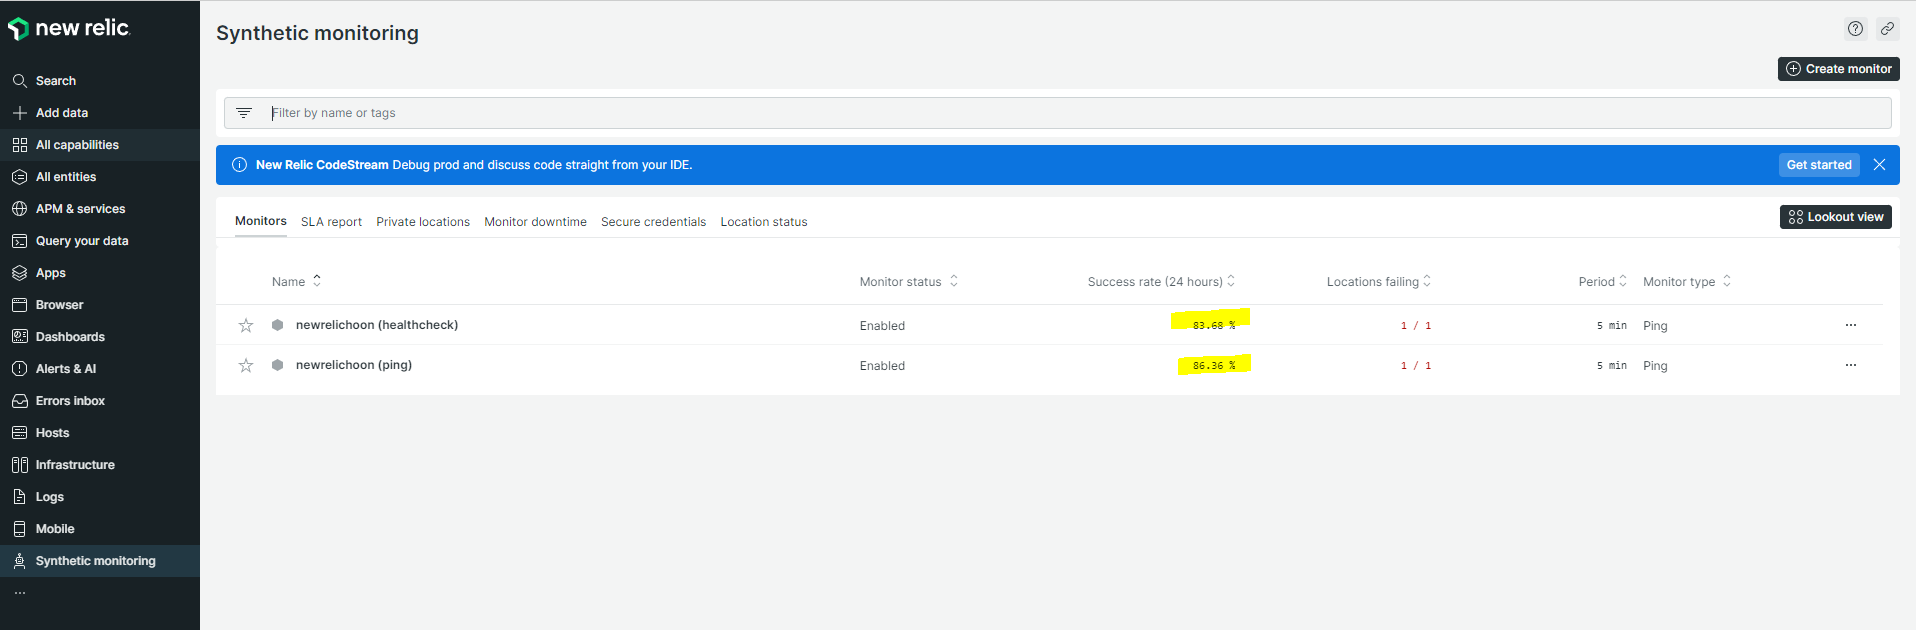 new relic.
Synthetic monitoring
Create monitor
Search
Add data
All capabilities
All entities
APM & services
Query your data
Apps
Browser
Dashboards
Alerts & AI
Errors inbox
Hosts
Infrastructure
Logs
Mobile
Synthetic monitoring
...
Filter by name or tags
New Relic CodeStream Debug prod and discuss code straight from your IDE.
Get started
Monitors SLA report Private locations Monitor downtime Secure credentials Location status
Lookout view
Name Monitor status Success rate (24 hours) Locations failing Period Monitor type
newrelichoon (healthcheck) Enabled 83.68 % 1 / 1 5 min Ping ...
newrelichoon (ping) Enabled 86.36 % 1 / 1 5 min Ping ...